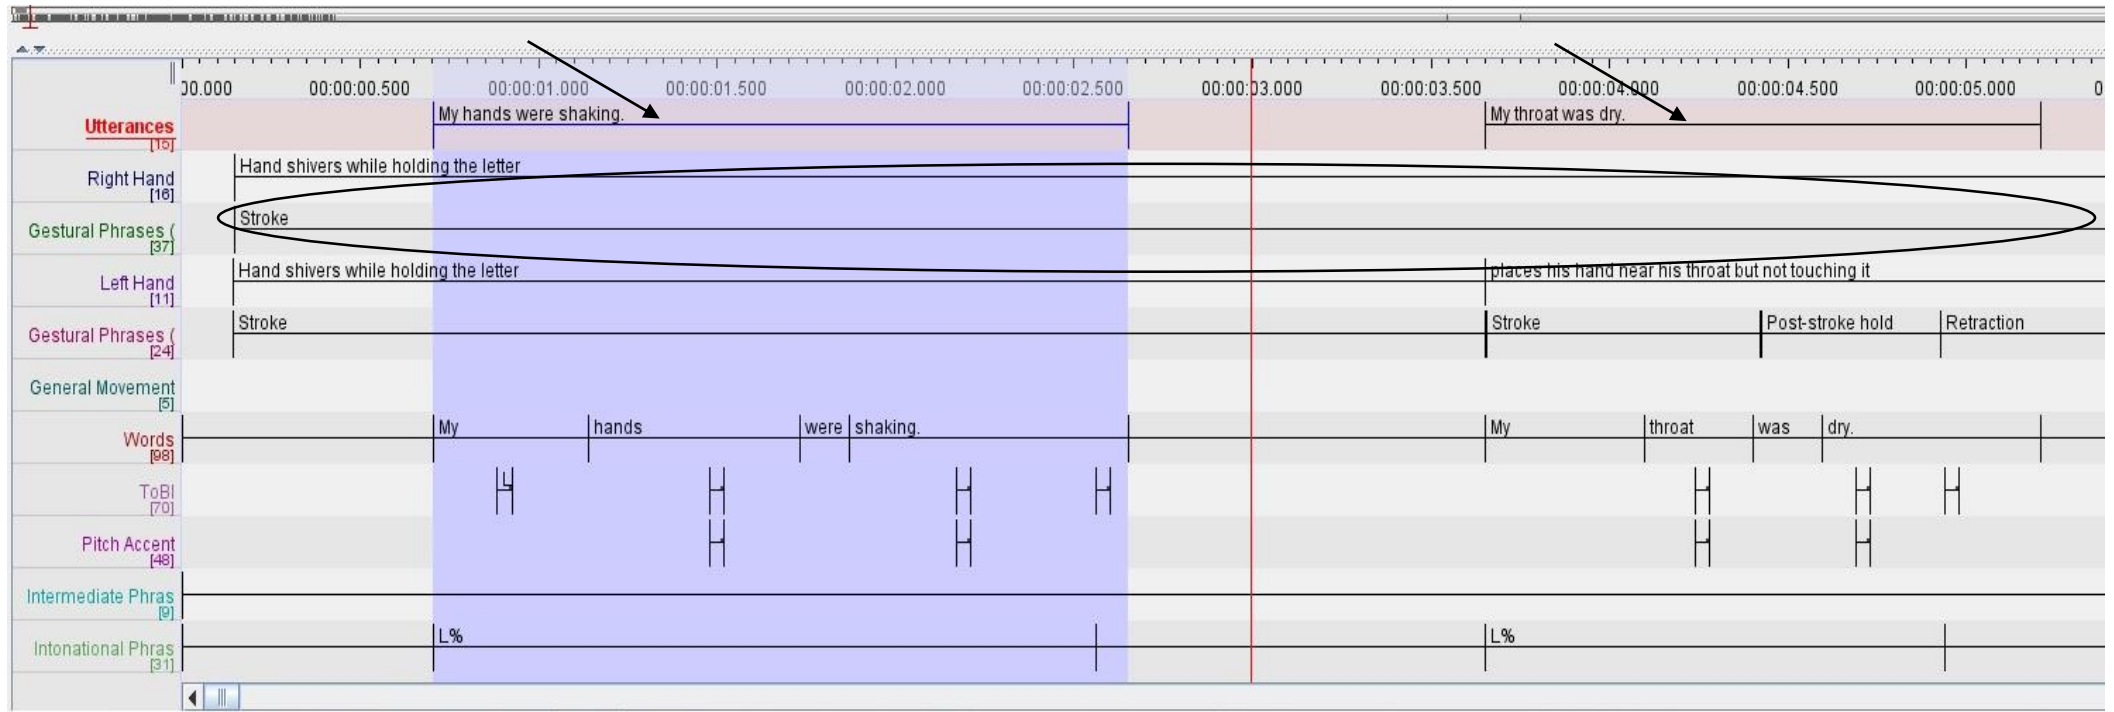 00.000 00:00:00.500 00:00:01.000 00:00:01.500 00:00:02.000 00:00:02.500 00:00:03.000 00:00:03.500 00:00:04.000 00:00:04.500 00:00:05.000 0
Utterances [15] My hands were shaking. My throat was dry.
Right Hand [16] Hand shivers while holding the letter
Gestural Phrases ( [37] Stroke
Left Hand [11] Hand shivers while holding the letter places his hand near his throat but not touching it
Gestural Phrases ( [24] Stroke Stroke Post-stroke hold Retraction
General Movement [5]
Words [98] My hands were shaking. My throat was dry.
ToBI [70] L
Pitch Accent [48]
Intermediate Phras [9]
Intonational Phras [31] L% L%